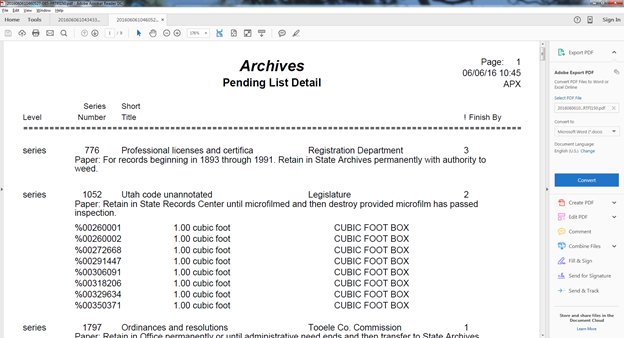 Home Tools 201606061043433... 201606061046052... Sign In
1 / 9 176%
Archives
Pending List Detail
Page: 1
06/06/16 10:45
APX
Series Short
Level Number Title ! Finish By
series 776 Professional licenses and certifica Registration Department 3
Paper: For records beginning in 1893 through 1991. Retain in State Archives permanently with authority to
weed.
series 1052 Utah code unannotated Legislature 2
Paper: Retain in State Records Center until microfilmed and then destroy provided microfilm has passed
inspection.
%00260001 1.00 cubic foot CUBIC FOOT BOX
%00260002 1.00 cubic foot CUBIC FOOT BOX
%00272668 1.00 cubic foot CUBIC FOOT BOX
%00291447 1.00 cubic foot CUBIC FOOT BOX
%00306091 1.00 cubic foot CUBIC FOOT BOX
%00318206 1.00 cubic foot CUBIC FOOT BOX
%00329634 1.00 cubic foot CUBIC FOOT BOX
%00350371 1.00 cubic foot CUBIC FOOT BOX
series 1797 Ordinances and resolutions Tooele Co. Commission 1
Paper: Retain in Office permanently or until administrative need ends and then transfer to State Archives
Export PDF
Adobe Export PDF
Convert PDF Files to Word or
Excel Online
Select PDF File
Convert to
Microsoft Word (*.docx)
Document Language:
English (U.S.) Change
Convert
Create PDF
Edit PDF
Comment
Combine Files
Fill & Sign
Send for Signature
Send & Track
Store and share files in the
Document Cloud
Learn More